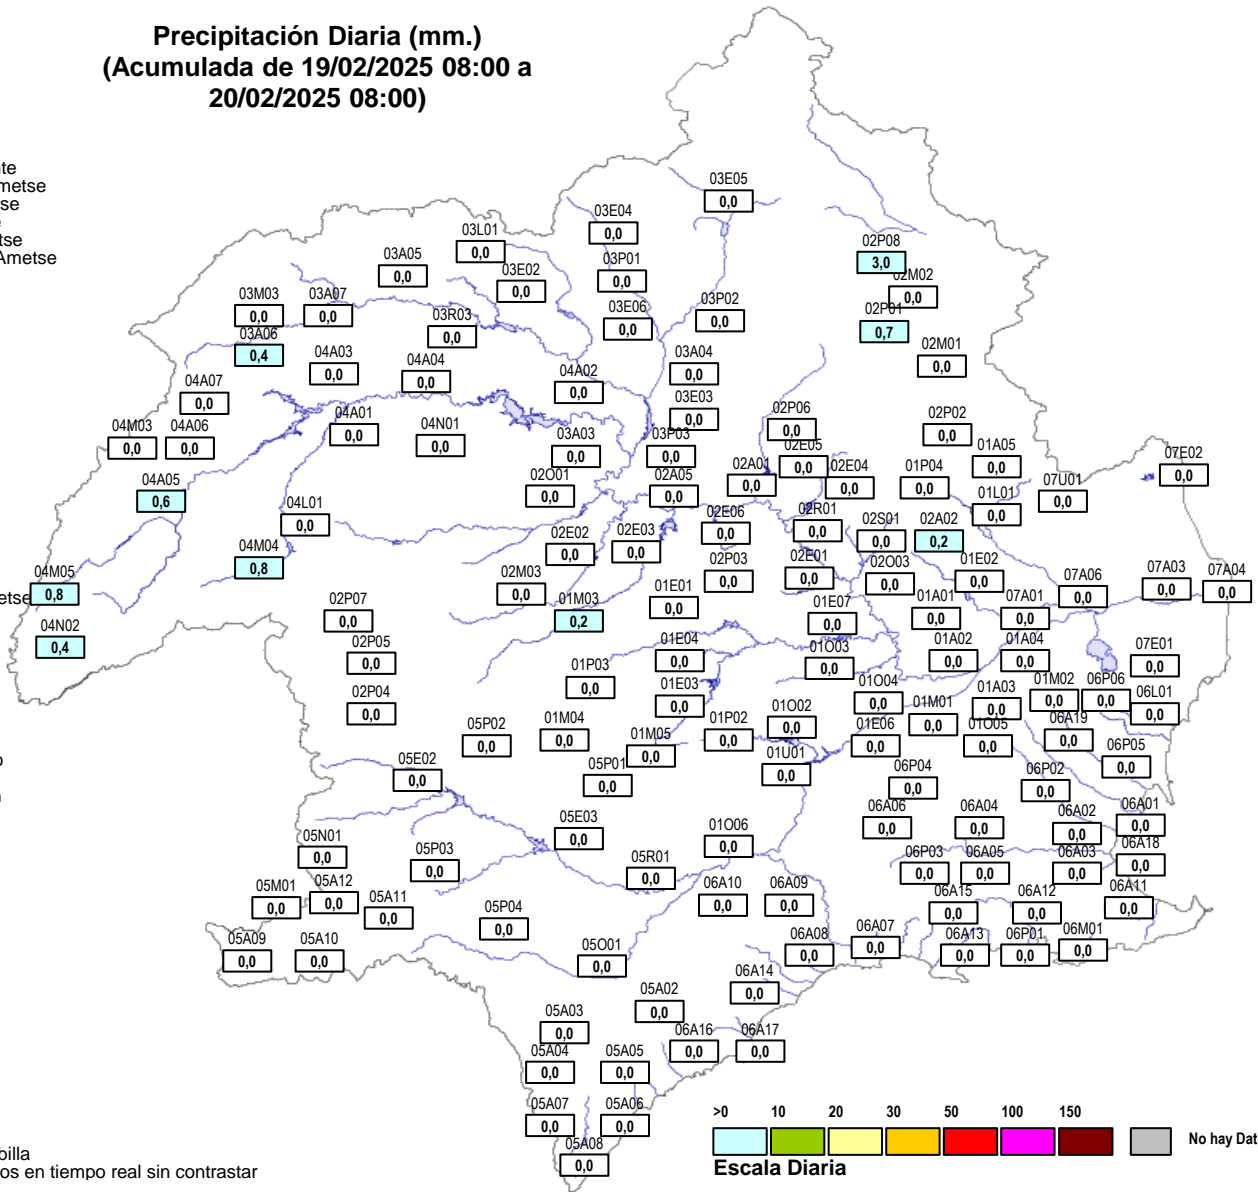 Precipitación Diaria (mm.)
(Acumulada de 19/02/2025 08:00 a
20/02/2025 08:00)
nte
metse
tse
e
tse
Ametse
03E05
0,0
03E04
0,0
03L01
0,0
02P08
3,0
03A05
0,0
03P01
0,0
03E02
0,0
02M02
0,0
03M03
0,0
03A07
0,0
03P02
0,0
03E06
0,0
02P01
0,7
03R03
0,0
03A06
0,4
02M01
0,0
04A03
0,0
03A04
0,0
04A04
0,0
04A02
0,0
04A07
0,0
03E03
0,0
02P06
0,0
04A01
0,0
02P02
0,0
04M03
0,0
04A06
0,0
04N01
0,0
03A03
0,0
03P03
0,0
02E05
0,0
01A05
0,0
07E02
0,0
02A01
0,0
02E04
0,0
01P04
0,0
04A05
0,6
02O01
0,0
02A05
0,0
07U01
0,0
01L01
0,0
04L01
0,0
02R01
0,0
02E06
0,0
02S01
0,0
02A02
0,2
02E02
0,0
02E03
0,0
04M04
0,8
02E01
0,0
02P03
0,0
02O03
0,0
01E02
0,0
07A03
0,0
07A04
0,0
04M05
0,8
etse
02M03
0,0
07A06
0,0
01E01
0,0
02P07
0,0
01M03
0,2
01E07
0,0
01A01
0,0
07A01
0,0
04N02
0,4
02P05
0,0
01E04
0,0
01O03
0,0
01A02
0,0
01A04
0,0
07E01
0,0
01P03
0,0
02P04
0,0
01E03
0,0
01O04
0,0
01A03
0,0
01M02
0,0
06P06
0,0
06L01
0,0
01O02
0,0
01M01
0,0
05P02
0,0
01M04
0,0
01P02
0,0
01E06
0,0
01O05
0,0
06A19
0,0
01M05
0,0
o
05E02
0,0
05P01
0,0
01U01
0,0
06P04
0,0
06P02
0,0
06P05
0,0
n
05E03
0,0
06A06
0,0
06A04
0,0
06A02
0,0
06A01
0,0
05N01
0,0
01O06
0,0
05P03
0,0
05R01
0,0
06P03
0,0
06A05
0,0
06A03
0,0
06A18
0,0
05M01
0,0
05A12
0,0
05A11
0,0
06A10
0,0
06A09
0,0
06A15
0,0
06A12
0,0
06A11
0,0
05P04
0,0
05A09
0,0
05A10
0,0
05O01
0,0
06A08
0,0
06A07
0,0
06A13
0,0
06P01
0,0
06M01
0,0
06A14
0,0
05A02
0,0
05A03
0,0
06A16
0,0
06A17
0,0
05A04
0,0
05A05
0,0
05A07
0,0
05A06
0,0
05A08
0,0
>0 10 20 30 50 100 150
No hay Dat
Escala Diaria
billa
os en tiempo real sin contrastar